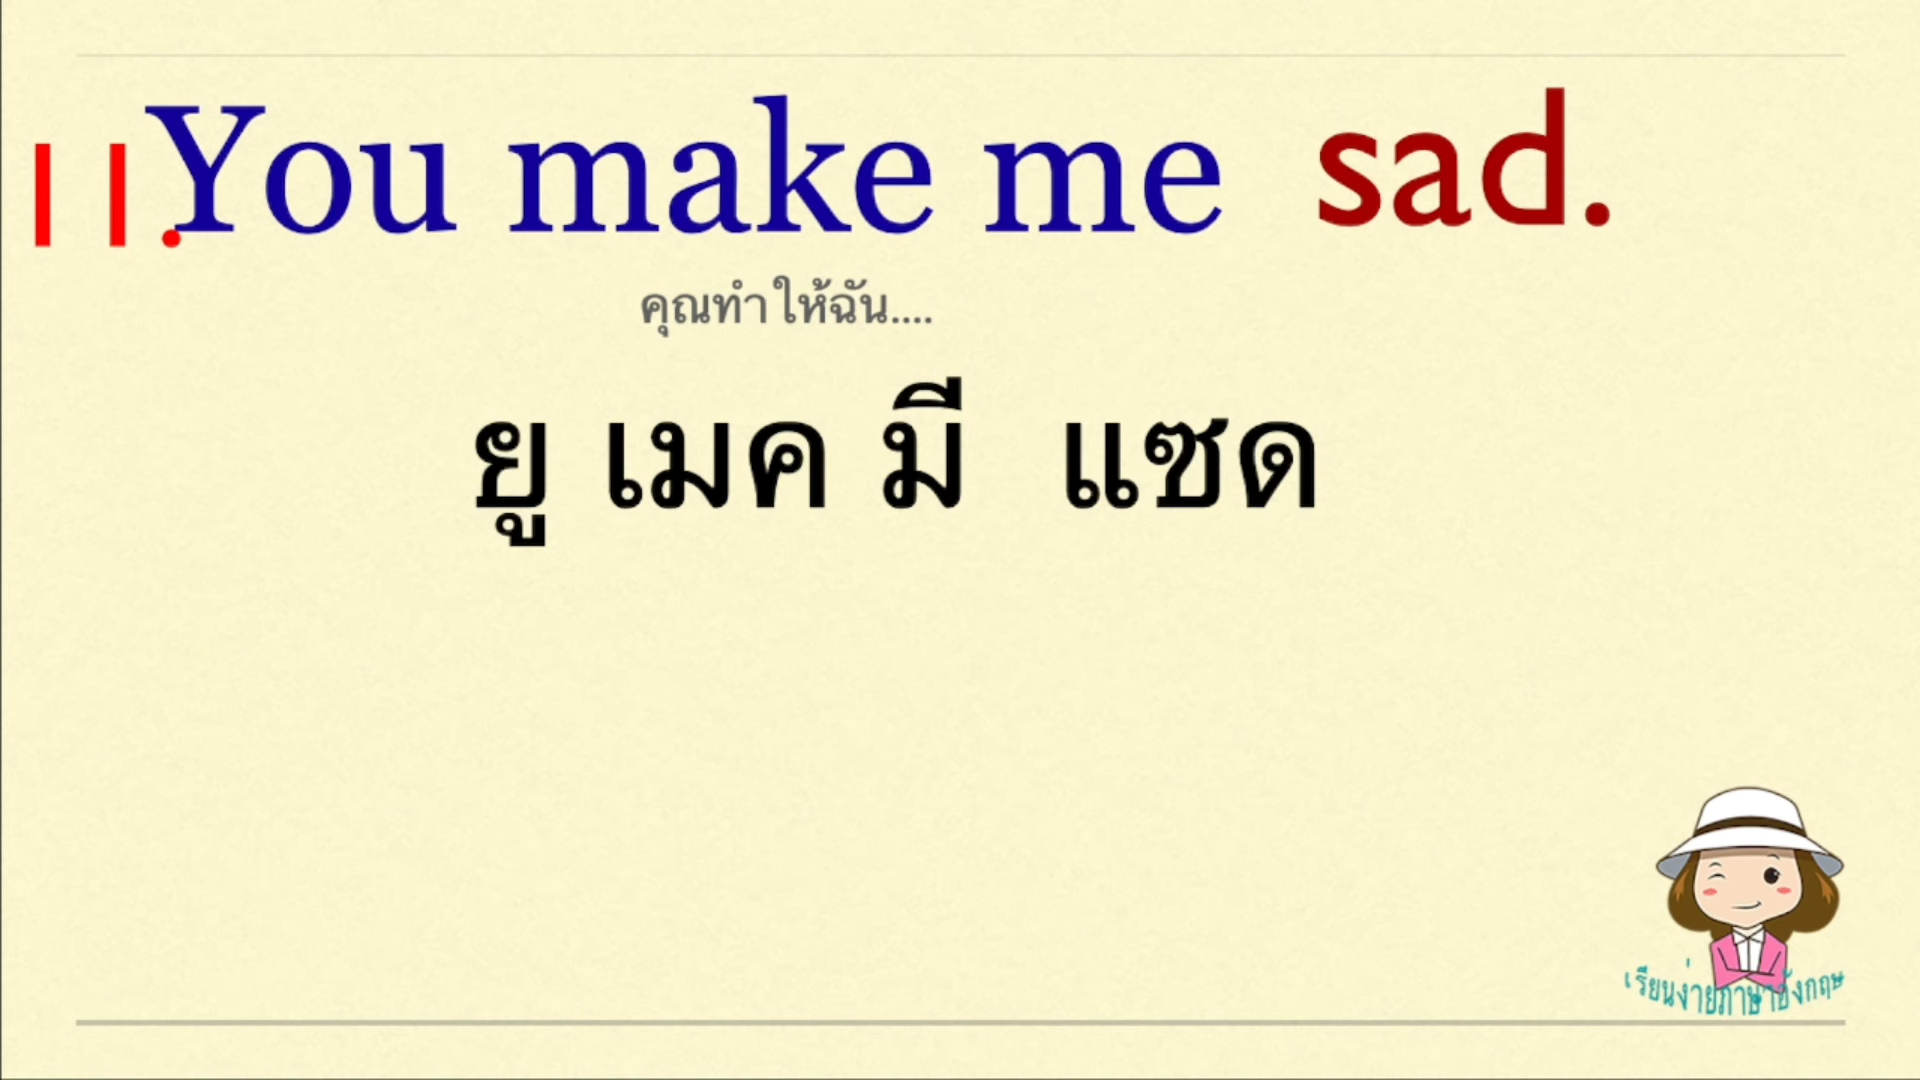 11. You make me sad.
คุณทำให้ฉัน....
ยู เมค มี แซด
เรียนง่ายภาษาอังกฤษ